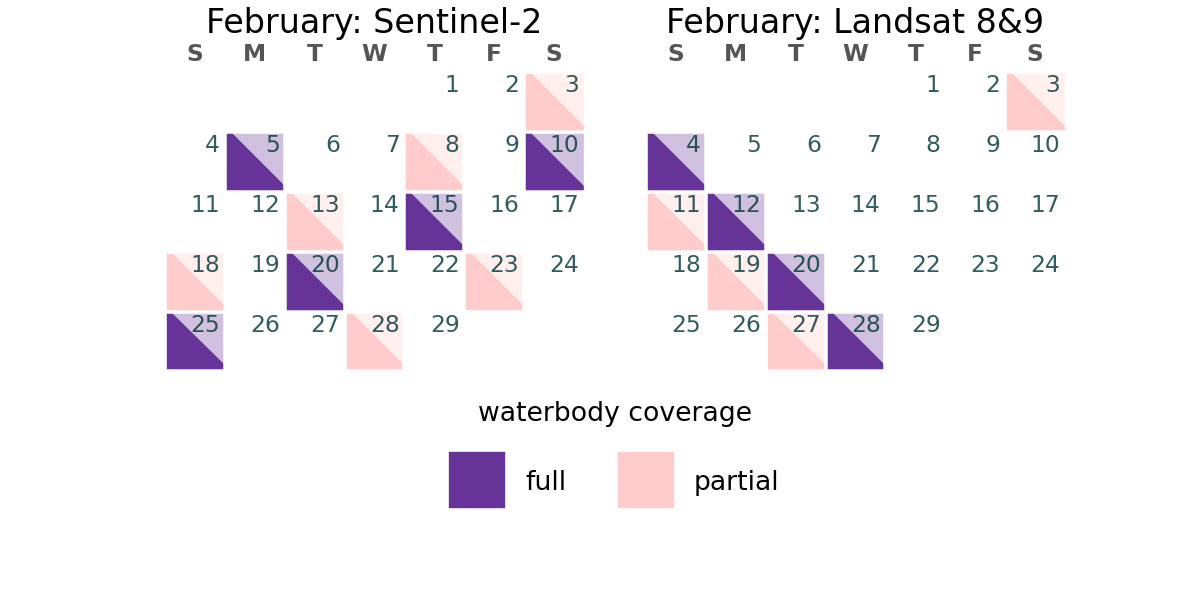 February: Sentinel-2
S M T W T F S
1 2 3
4 5 6 7 8 9 10
11 12 13 14 15 16 17
18 19 20 21 22 23 24
25 26 27 28 29
February: Landsat 8&9
S M T W T F S
1 2 3
4 5 6 7 8 9 10
11 12 13 14 15 16 17
18 19 20 21 22 23 24
25 26 27 28 29
waterbody coverage
full partial